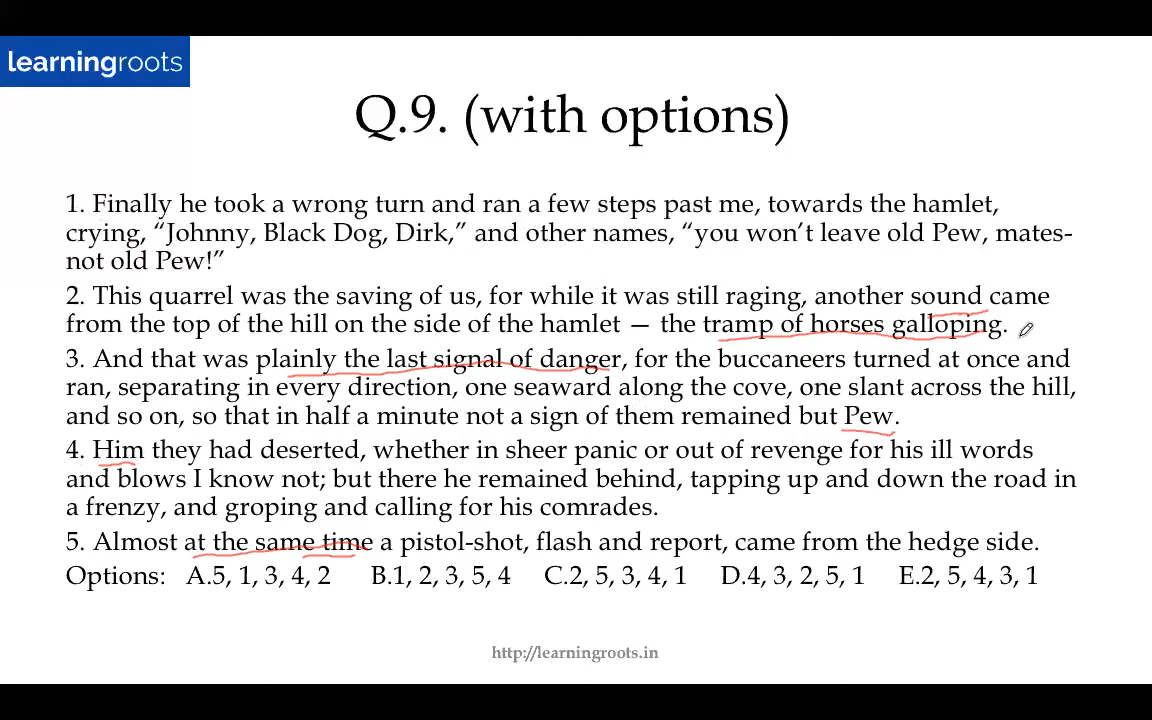 learningroots
Q.9. (with options)
1. Finally he took a wrong turn and ran a few steps past me, towards the hamlet,
crying, “Johnny, Black Dog, Dirk,” and other names, “you won’t leave old Pew, mates-
not old Pew!”
2. This quarrel was the saving of us, for while it was still raging, another sound came
from the top of the hill on the side of the hamlet — the tramp of horses galloping.
3. And that was plainly the last signal of danger, for the buccaneers turned at once and
ran, separating in every direction, one seaward along the cove, one slant across the hill,
and so on, so that in half a minute not a sign of them remained but Pew.
4. Him they had deserted, whether in sheer panic or out of revenge for his ill words
and blows I know not; but there he remained behind, tapping up and down the road in
a frenzy, and groping and calling for his comrades.
5. Almost at the same time a pistol-shot, flash and report, came from the hedge side.
Options: A.5, 1, 3, 4, 2 B.1, 2, 3, 5, 4 C.2, 5, 3, 4, 1 D.4, 3, 2, 5, 1 E.2, 5, 4, 3, 1
http://learningroots.in